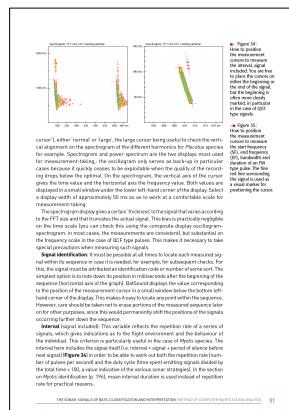 Spectrogram, FFT size 512, Hanning window
Spectrogram, FFT size 512, Hanning window
Figure 34:
How to position
the measurement
cursors to measure
the interval, signal
included. You are free
to place the cursors on
either the beginning or
the end of the signal,
but the beginning is
often more clearly
marked, in particular
in the case of QCF
type signals.
Figure 35:
How to position
the measurement
cursors to measure
the start frequency
(SF), end frequency
(EF), bandwidth and
duration of an FM
type pulse. The fine
red line surrounding
the signal is used as
a visual marker for
positioning the cursor
cursor'), either 'normal' or 'large', the large cursor being useful to check the verti-
cal alignment on the spectrogram of the different harmonics for Plecotus species
for example. Spectrograms and power spectrum are the two displays most used
for measurement-taking; the oscillogram only serves as back-up in particular
cases because it quickly ceases to be exploitable when the quality of the record-
ing drops below the optimal. On the spectrogram, the vertical axis of the cursor
gives the time value and the horizontal axis the frequency value. Both values are
displayed in a small window under the lower left-hand corner of the display. Select
a display width of approximately 50 ms so as to work at a comfortable scale for
measurement-taking.
The spectrogram display gives a certain 'thickness' to the signal that varies according
to the FFT size and that truncates the actual signal. This bias is practically negligible
on the time scale (you can check this using the composite display oscillogram-
spectrogram. In most cases, the measurements are consistent), but substantial on
the frequency scale in the case of QCF type pulses. This makes it necessary to take
special precautions when measuring such signals.
Signal identification: It must be possible at all times to locate each measured signal
within its sequence in case it is needed, for example, for subsequent checks. For
this, the signal must be attributed an identification code or number of some sort. The
simplest option is to note down its position in milliseconds after the beginning of the
sequence (horizontal axis of the graph). BatSound displays the value corresponding
to the position of the measurement cursor in a small window below the bottom left-
hand corner of the display. This makes it easy to locate any point within the sequence.
However, care should be taken not to erase portions of the measured sequence later
on for other purposes, since this would permanently shift the positions of the signals
occurring further down the sequence.
Interval (signal included): This variable reflects the repetition rate of a series of
signals, which gives indications as to the flight environment and the behaviour of
the individual. This criterion is particularly useful in the case of Myotis species. The
interval here includes the signal itself (i.e. interval = signal + period of silence before
next signal) (Figure 34) in order to be able to work out both the repetition rate (num-
ber of pulses per second) and the duty cycle (time spent emitting signals divided by
the total time × 100, a value indicative of the various sonar strategies). In the section
on Myotis identification (p. 196), mean interval duration is used instead of repetition
rate for practical reasons.
THE SONAR SIGNALS OF BATS: CLASSIFICATION AND INTERPRETATION METHOD OF COMPUTER-BASED SOUND ANALYSIS 81